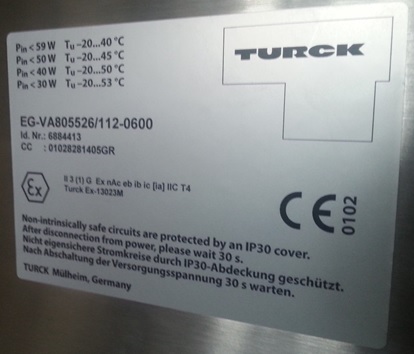 Pin < 59 W Tu –20...40 °C
Pin < 50 W Tu –20...45 °C
Pin < 40 W Tu –20...50 °C
Pin < 30 W Tu –20...53 °C
TURCK
EG-VA805526/112-0600
Id. Nr.: 6884413
CC : 01028281405GR
Ex
II 3 (1) G Ex nAc eb ib ic [ia] IIC T4
Turck Ex-13023M
CE 0102
Non-intrinsically safe circuits are protected by an IP30 cover.
After disconnection from power, please wait 30 s.
Nicht eigensichere Stromkreise durch IP30-Abdeckung geschützt.
Nach Abschaltung der Versorgungsspannung 30 s warten.
TURCK Mülheim, Germany